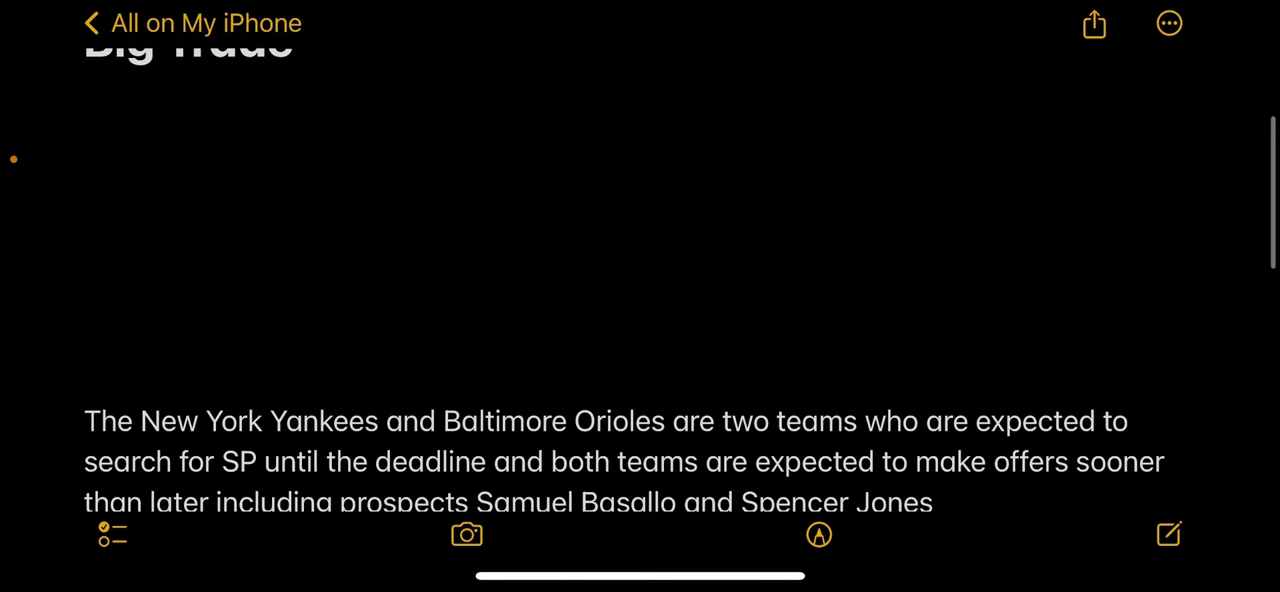 All on My iPhone
Big Trade
The New York Yankees and Baltimore Orioles are two teams who are expected to
search for SP until the deadline and both teams are expected to make offers sooner
than later including prospects Samuel Basallo and Spencer Jones